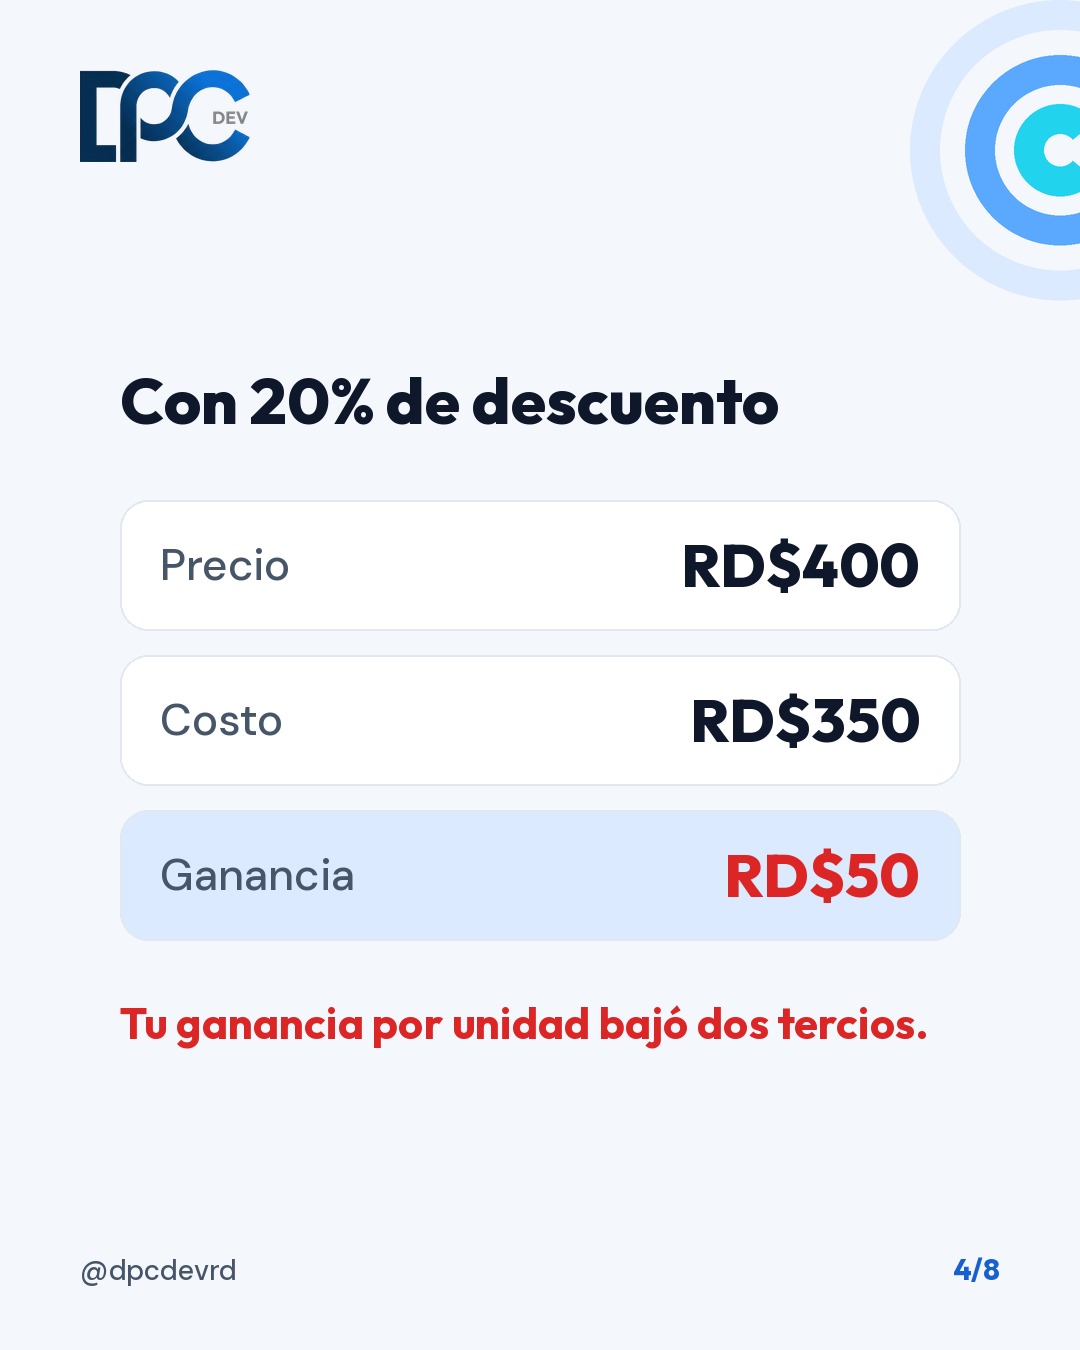 DPC
DEV
Con 20% de descuento
Precio RD$400
Costo RD$350
Ganancia RD$50
Tu ganancia por unidad bajó dos tercios.
@dpcdevrd
4/8